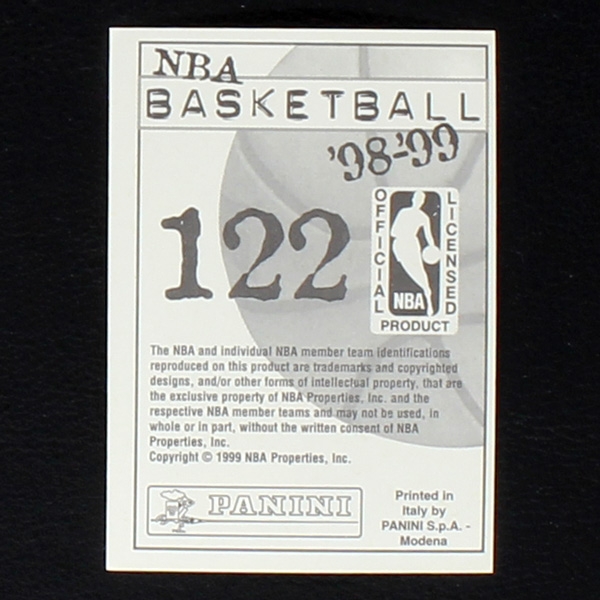 NBA
BASKETBALL
'98-'99
122
OFFICIAL
LICENSED
NBA
PRODUCT
The NBA and individual NBA member team identifications
reproduced on this product are trademarks and copyrighted
designs, and/or other forms of intellectual property, that are
the exclusive property of NBA Properties, Inc. and the
respective NBA member teams and may not be used, in
whole or in part, without the written consent of NBA
Properties, Inc.
Copyright © 1999 NBA Properties, Inc.
PANINI
Printed in
Italy by
PANINI S.p.A. -
Modena